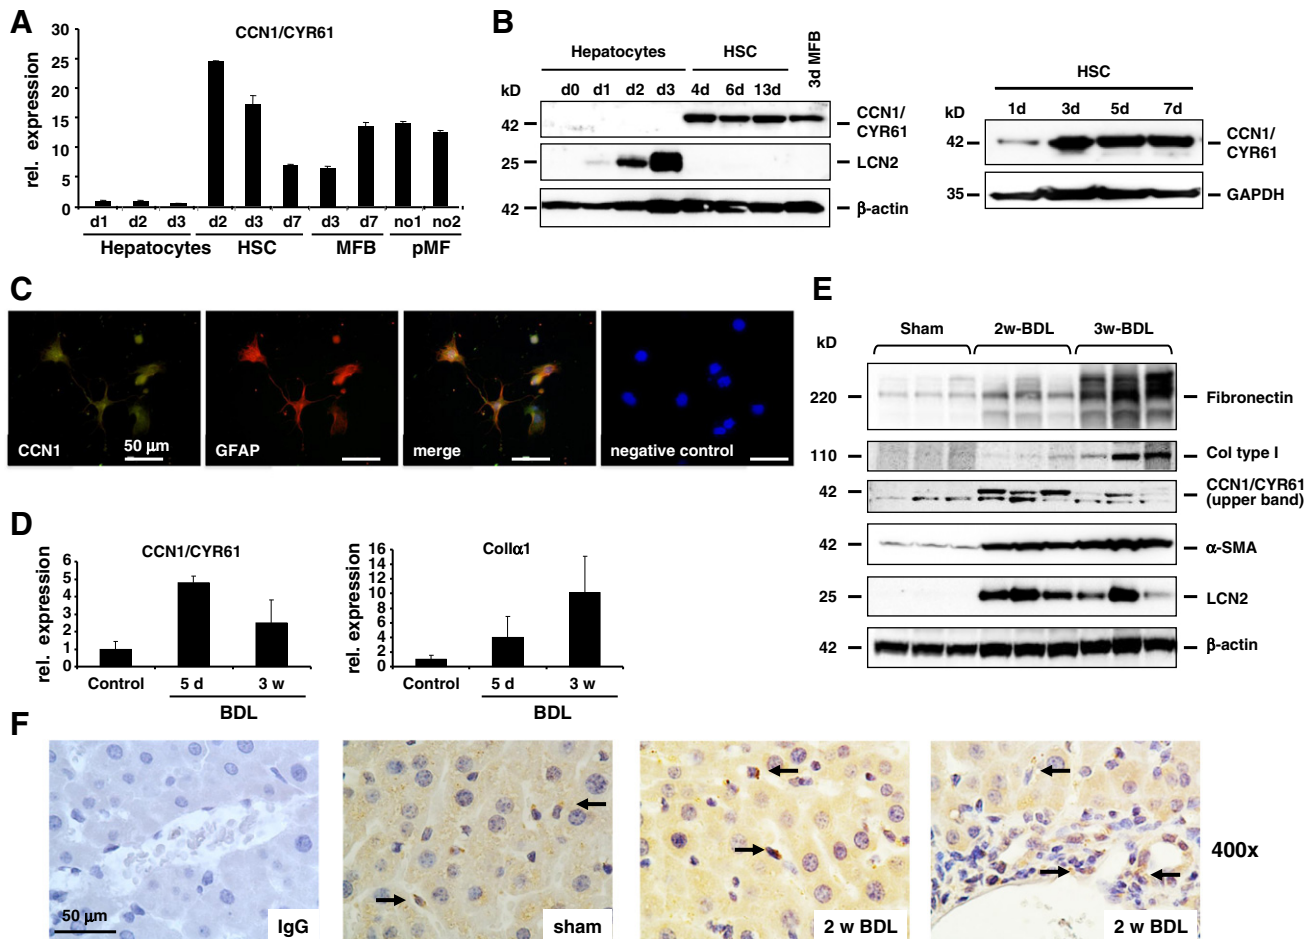 A
CCN1/CYR61
rel. expression
30
25
20
15
10
5
0
d1 d2 d3 d2 d3 d7 d3 d7 no1 no2
Hepatocytes HSC MFB pMF
B
Hepatocytes HSC 3d MFB
kD d0 d1 d2 d3 4d 6d 13d
42 CCN1/
CYR61
25 LCN2
42 β-actin
HSC
kD 1d 3d 5d 7d
42 CCN1/
CYR61
35 GAPDH
C
CCN1 50 µm
GFAP
merge
negative control
D
CCN1/CYR61
rel. expression
6
5
4
3
2
1
0
Control 5 d 3 w
BDL
CollΙα1
rel. expression
16
14
12
10
8
6
4
2
0
Control 5 d 3 w
BDL
E
kD Sham 2w-BDL 3w-BDL
220 Fibronectin
110 Col type I
42 CCN1/CYR61
(upper band)
42 α-SMA
25 LCN2
42 β-actin
F
50 µm IgG
sham
2 w BDL
2 w BDL
400x